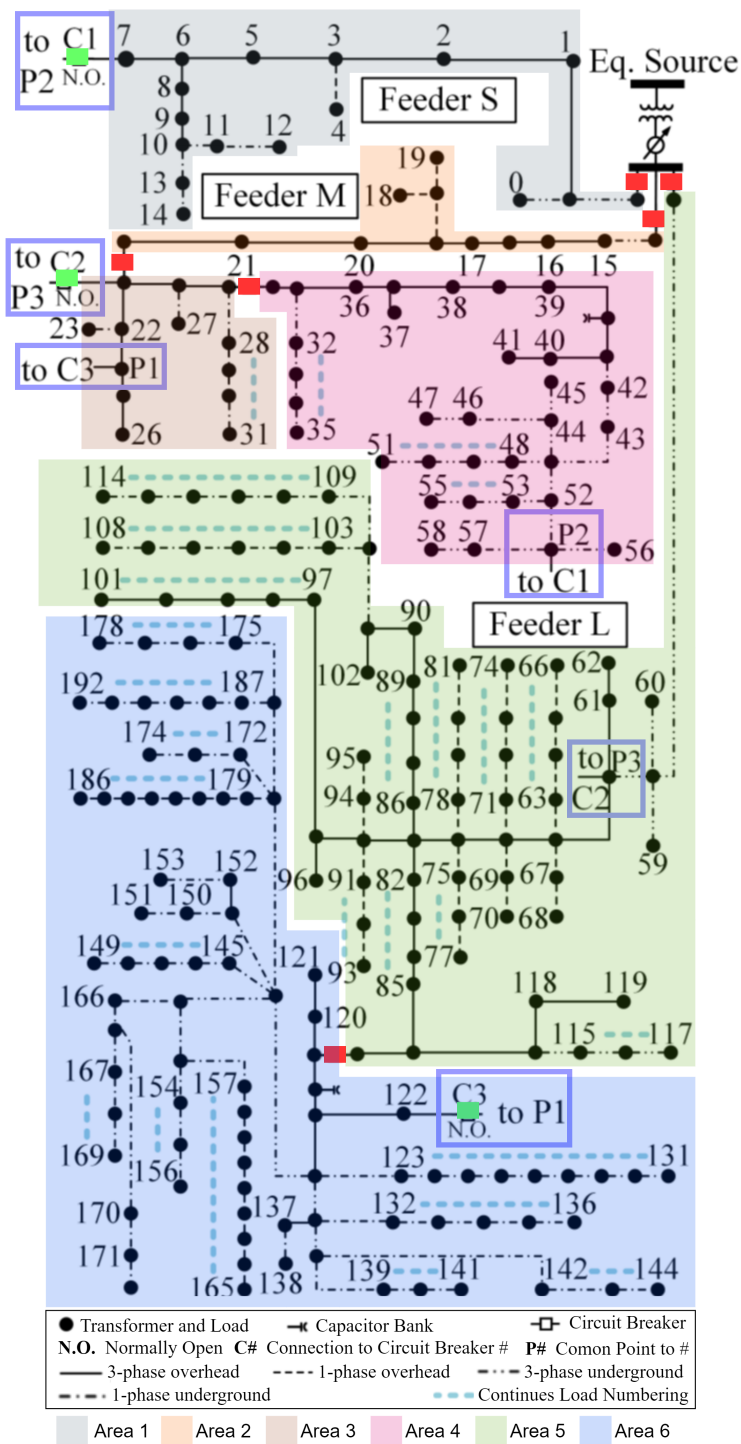 to C1 7 6 5 3 2 1 Eq. Source
P2 N.O.
8
9 4 Feeder S
10 11 12
13 19 0
14 Feeder M 18
to C2 21 20 17 16 15
P3 N.O.
36 38 39
27 37
23 22 28 32 41 40
to C3 P1
45 42
47 46
26 31 35 51 48 44 43
114 109 55 53 52
108 103 58 57 P2 56
101 97 to C1
Feeder L
178 175 90
102 89 81 74 66 62 60
192 187 61
174 172 95 to P3
186 179 94 86 78 71 63 C2
153 152 59
151 150 96 91 82 75 69 67
70 68
149 145 121 93 77
85
166 118 119
120
115 117
167 154 157 122 C3 to P1
N.O.
169 156 123 131
170 137 132 136
171
165 138 139 141 142 144
Transformer and Load Capacitor Bank Circuit Breaker
N.O. Normally Open C# Connection to Circuit Breaker # P# Comon Point to #
3-phase overhead 1-phase overhead 3-phase underground
1-phase underground Continues Load Numbering
Area 1 Area 2 Area 3 Area 4 Area 5 Area 6